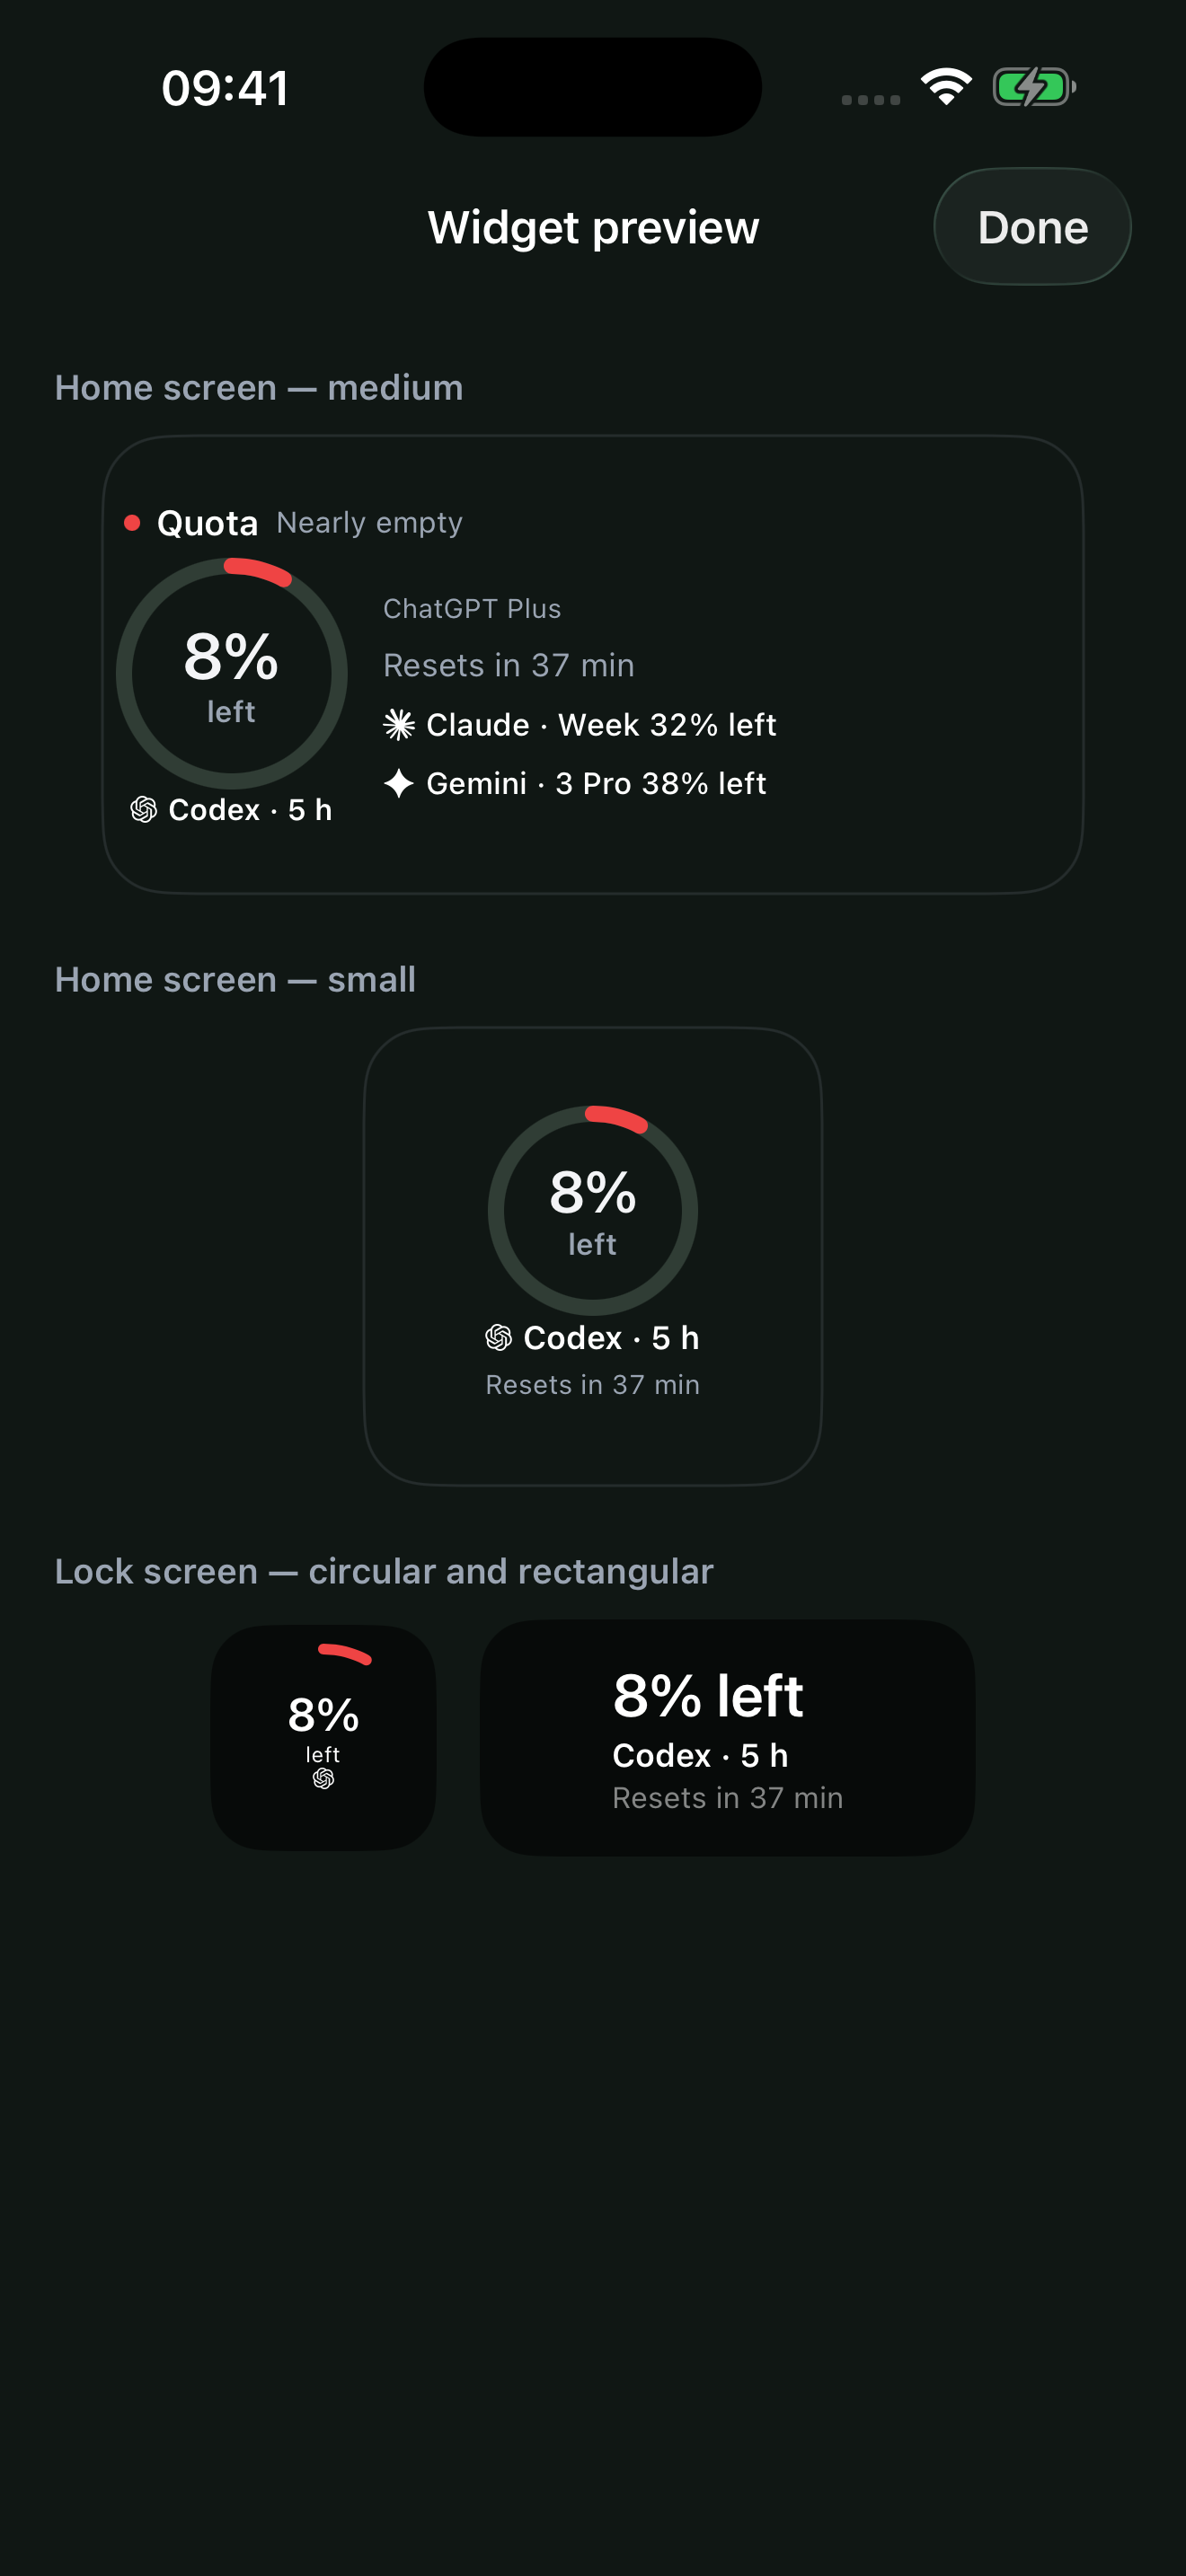 09:41
Widget preview
Done
Home screen — medium
Quota Nearly empty
8%
left
Codex · 5 h
ChatGPT Plus
Resets in 37 min
Claude · Week 32% left
Gemini · 3 Pro 38% left
Home screen — small
8%
left
Codex · 5 h
Resets in 37 min
Lock screen — circular and rectangular
8%
left
8% left
Codex · 5 h
Resets in 37 min